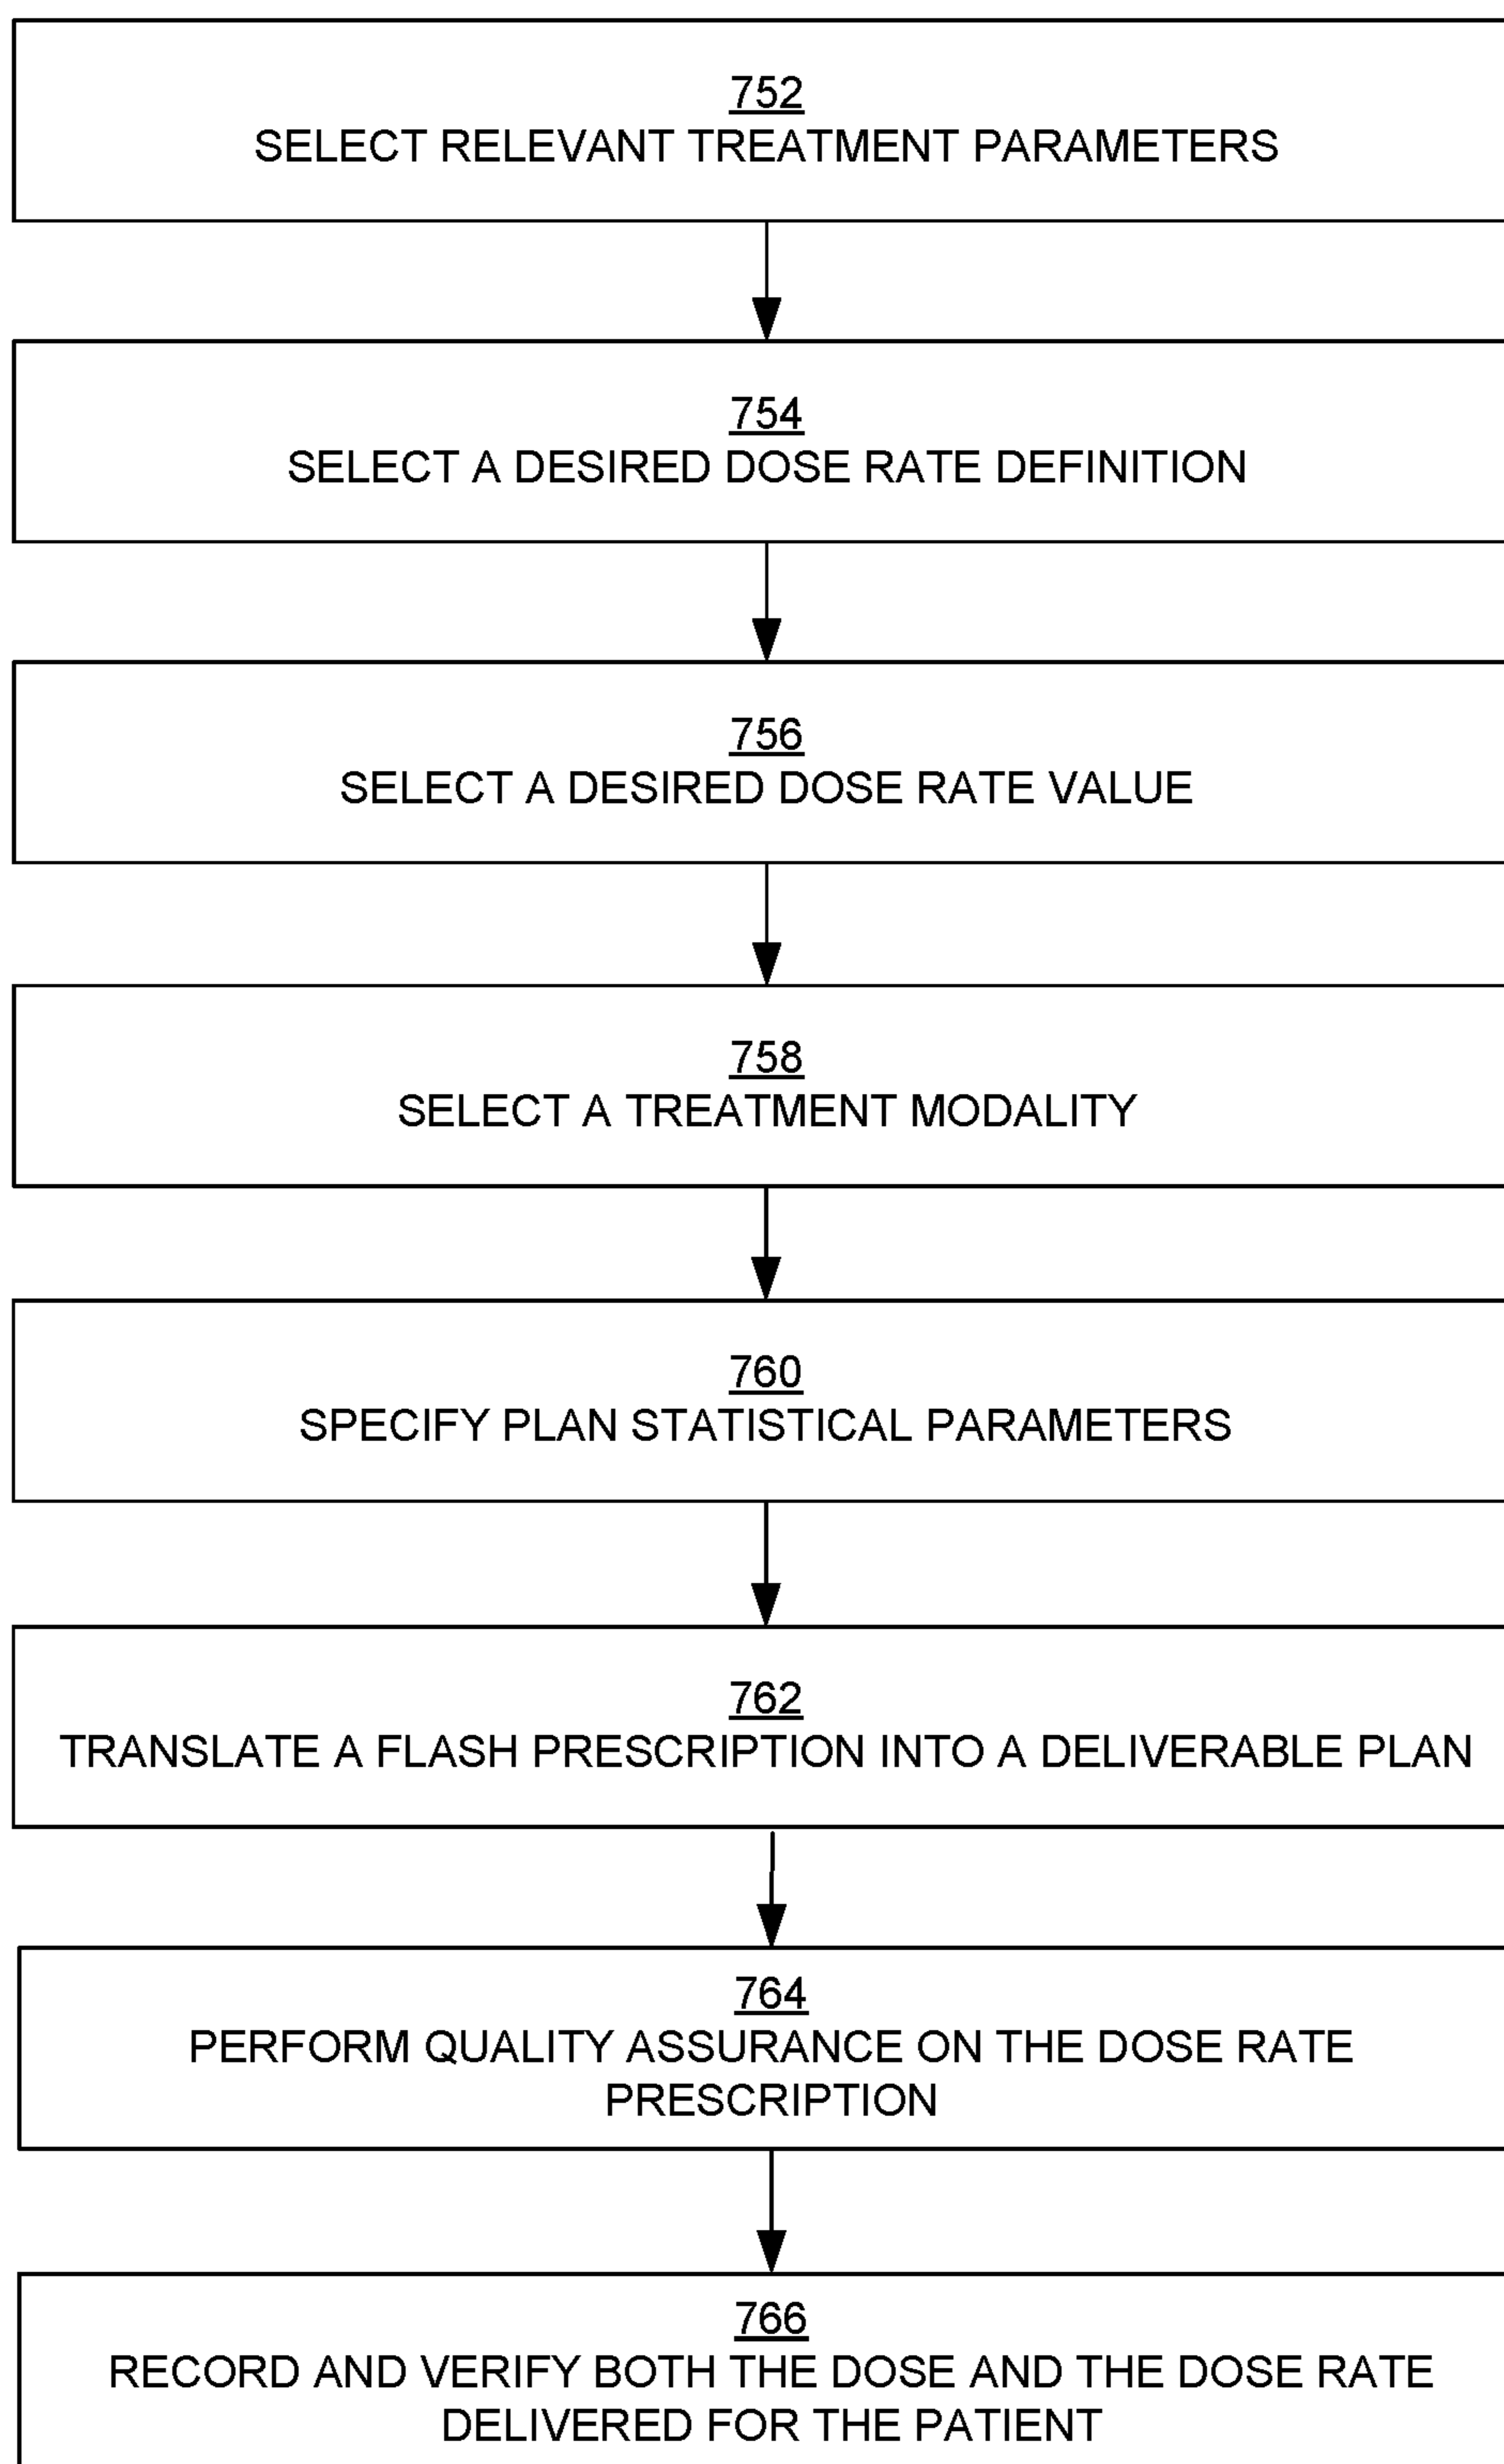 752
SELECT RELEVANT TREATMENT PARAMETERS
754
SELECT A DESIRED DOSE RATE DEFINITION
756
SELECT A DESIRED DOSE RATE VALUE
758
SELECT A TREATMENT MODALITY
760
SPECIFY PLAN STATISTICAL PARAMETERS
762
TRANSLATE A FLASH PRESCRIPTION INTO A DELIVERABLE PLAN
764
PERFORM QUALITY ASSURANCE ON THE DOSE RATE
PRESCRIPTION
766
RECORD AND VERIFY BOTH THE DOSE AND THE DOSE RATE
DELIVERED FOR THE PATIENT